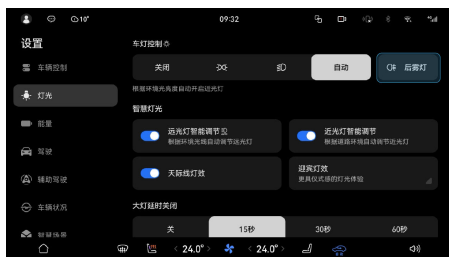 10°
09:32
设置
车辆控制
灯光
能量
驾驶
辅助驾驶
车辆状况
智慧场景
车灯控制
关闭
自动
后雾灯
根据环境光亮度自动开启近光灯
智慧灯光
远光灯智能调节
根据环境光线自动调节远光灯
近光灯智能调节
根据道路环境自动调节近光灯
天际线灯效
迎宾灯效
更具仪式感的灯光体验
大灯延时关闭
关
15秒
30秒
60秒
24.0°
24.0°